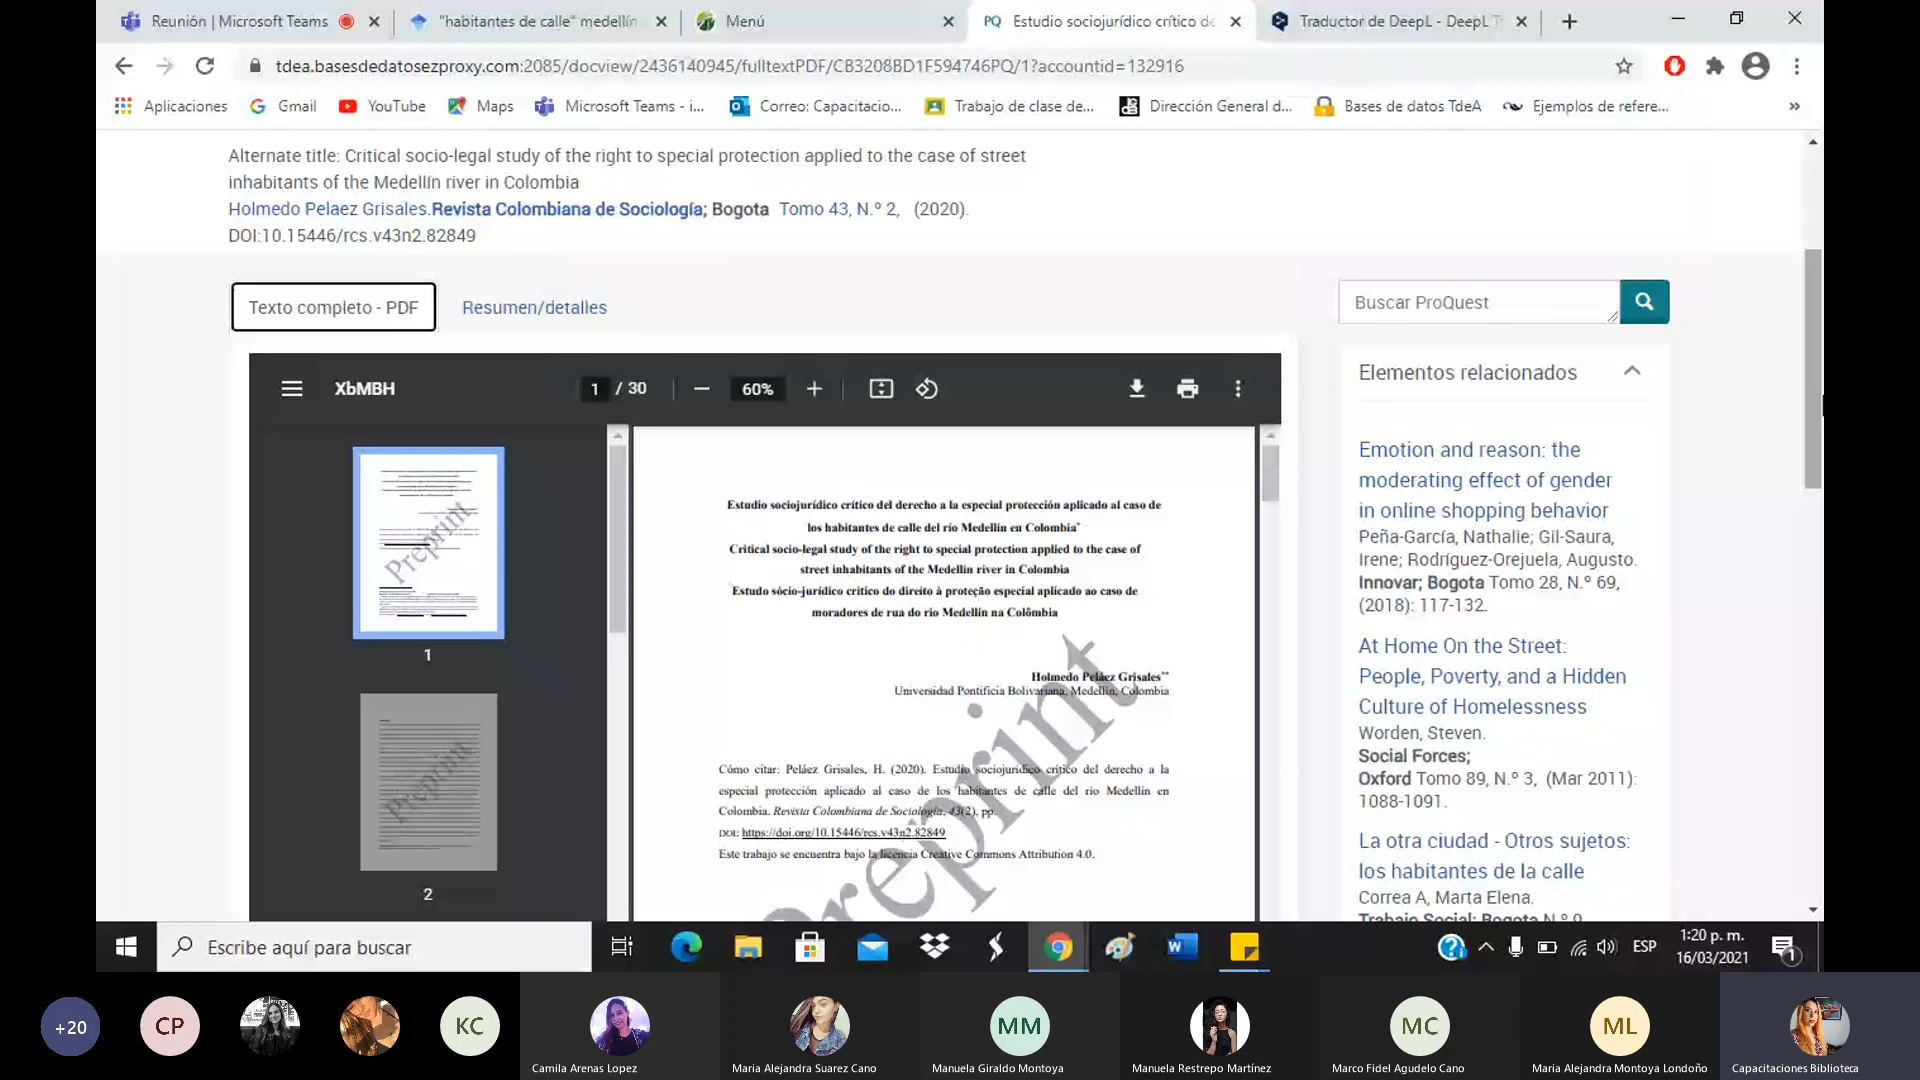 Reunión | Microsoft Teams
"habitantes de calle" medellín
Menú
PQ Estudio sociojurídico crítico de
Traductor de DeepL - DeepL T
tdea.basesdedatosezproxy.com:2085/docview/2436140945/fulltextPDF/CB3208BD1F594746PQ/1?accountid=132916
Aplicaciones
Gmail
YouTube
Maps
Microsoft Teams - i...
Correo: Capacitacio...
Trabajo de clase de...
Dirección General d...
Bases de datos TdeA
Ejemplos de refere...
»
Alternate title: Critical socio-legal study of the right to special protection applied to the case of street
inhabitants of the Medellín river in Colombia
Holmedo Pelaez Grisales.Revista Colombiana de Sociología; Bogota Tomo 43, N.º 2, (2020).
DOI:10.15446/rcs.v43n2.82849
Texto completo - PDF
Resumen/detalles
Buscar ProQuest
XbMBH
1 / 30
60%
Preprint
1
Preprint
2
Estudio sociojurídico crítico del derecho a la especial protección aplicado al caso de
los habitantes de calle del río Medellín en Colombia*
Critical socio-legal study of the right to special protection applied to the case of
street inhabitants of the Medellín river in Colombia
Estudo sócio-jurídico crítico do direito à proteção especial aplicado ao caso de
moradores de rua do rio Medellín na Colômbia
Holmedo Peláez Grisales**
Universidad Pontificia Bolivariana, Medellín, Colombia
Cómo citar: Peláez Grisales, H. (2020). Estudio sociojurídico crítico del derecho a la
especial protección aplicado al caso de los habitantes de calle del río Medellín en
Colombia. Revista Colombiana de Sociología, 43(2), pp.
DOI: https://doi.org/10.15446/rcs.v43n2.82849
Este trabajo se encuentra bajo la licencia Creative Commons Attribution 4.0.
Preprint
Elementos relacionados
Emotion and reason: the
moderating effect of gender
in online shopping behavior
Peña-García, Nathalie; Gil-Saura,
Irene; Rodríguez-Orejuela, Augusto.
Innovar; Bogota Tomo 28, N.º 69,
(2018): 117-132.
At Home On the Street:
People, Poverty, and a Hidden
Culture of Homelessness
Worden, Steven.
Social Forces;
Oxford Tomo 89, N.º 3, (Mar 2011):
1088-1091.
La otra ciudad - Otros sujetos:
los habitantes de la calle
Correa A, Marta Elena.
Trabajo Social; Bogota N.º 9
Escribe aquí para buscar
ESP
1:20 p. m.
16/03/2021
1
+20
CP
KC
MM
MC
ML
Camila Arenas Lopez
Maria Alejandra Suarez Cano
Manuela Giraldo Montoya
Manuela Restrepo Martínez
Marco Fidel Agudelo Cano
Maria Alejandra Montoya Londoño
Capacitaciones Biblioteca